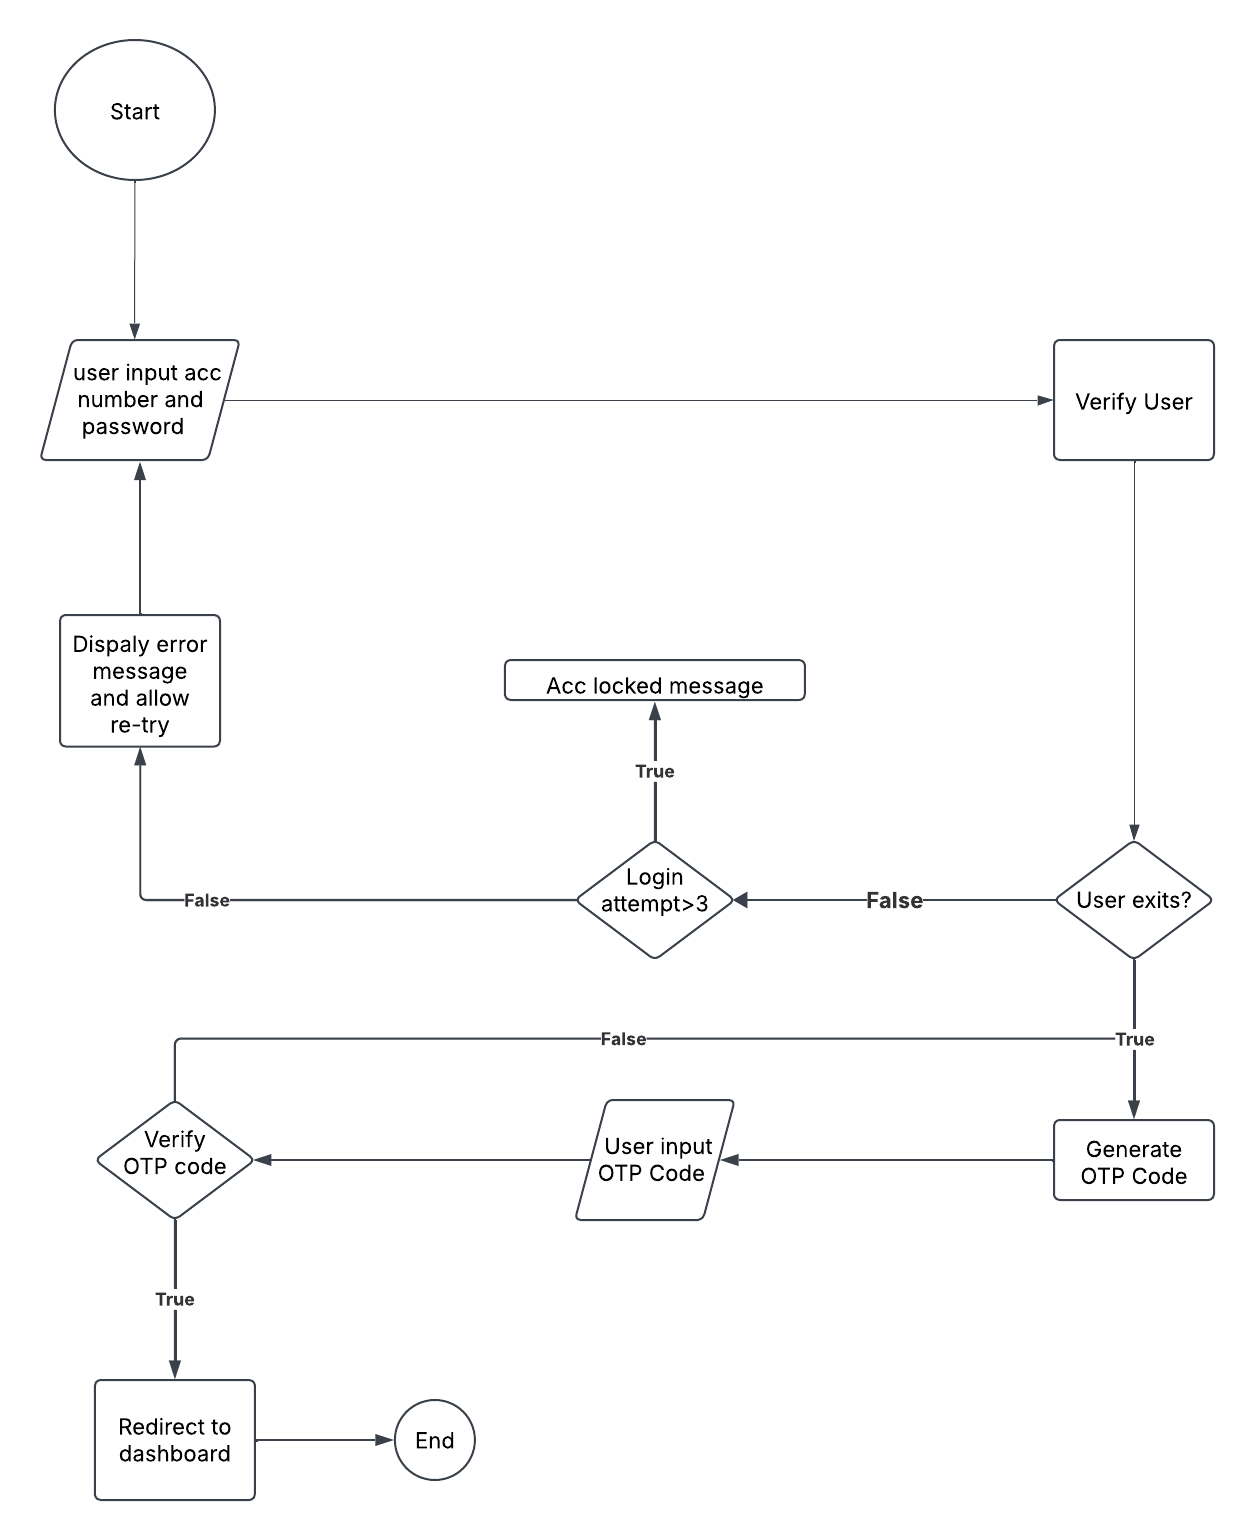 Start
user input acc
number and
password
Verify User
Dispaly error
message
and allow
re-try
Acc locked message
True
Login
attempt>3
False
False
User exits?
False
True
Verify
OTP code
User input
OTP Code
Generate
OTP Code
True
Redirect to
dashboard
End